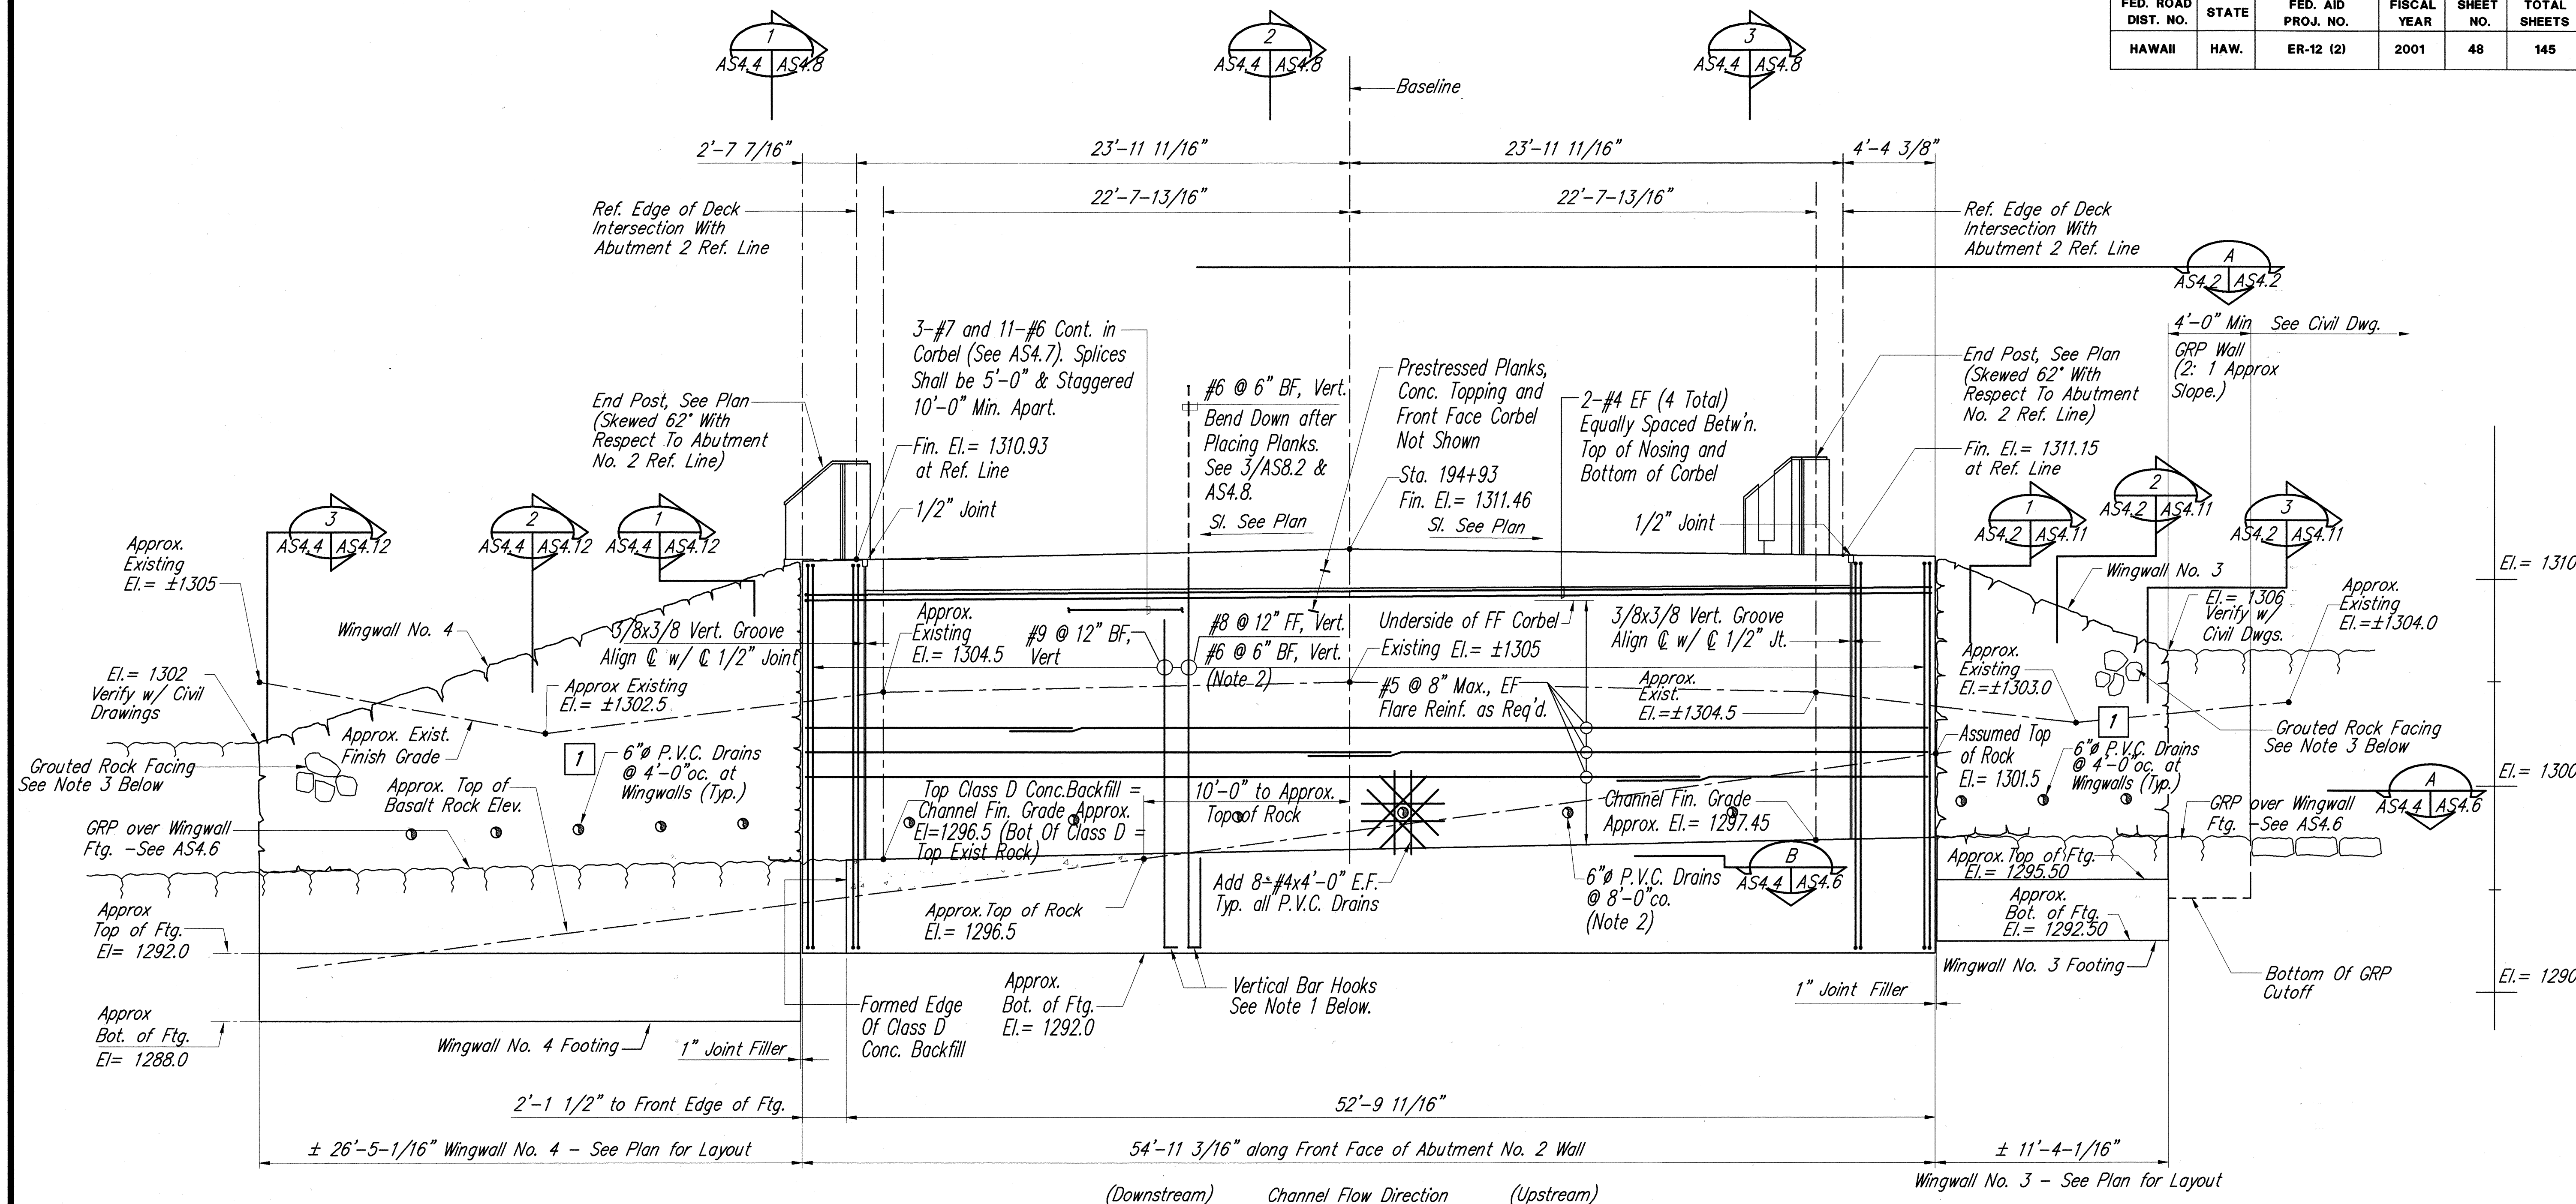 FED. ROAD DIST. NO.
STATE
FED. AID PROJ. NO.
FISCAL YEAR
SHEET NO.
TOTAL SHEETS
HAWAII
HAW.
ER-12 (2)
2001
48
145
1
AS4.4
AS4.8
2
AS4.4
AS4.8
3
AS4.4
AS4.8
Baseline
2'-7 7/16"
23'-11 11/16"
23'-11 11/16"
4'-4 3/8"
22'-7-13/16"
22'-7-13/16"
Ref. Edge of Deck
Intersection With
Abutment 2 Ref. Line
Ref. Edge of Deck
Intersection With
Abutment 2 Ref. Line
A
AS4.2
AS4.2
4'-0" Min
See Civil Dwg.
GRP Wall
(2: 1 Approx
Slope.)
3-#7 and 11-#6 Cont. in
Corbel (See AS4.7). Splices
Shall be 5'-0" & Staggered
10'-0" Min. Apart.
#6 @ 6" BF, Vert.
Bend Down after
Placing Planks.
See 3/AS8.2 &
AS4.8.
Sl. See Plan
Prestressed Planks,
Conc. Topping and
Front Face Corbel
Not Shown
Sta. 194+93
Fin. El.= 1311.46
Sl. See Plan
2-#4 EF (4 Total)
Equally Spaced Betw'n.
Top of Nosing and
Bottom of Corbel
End Post, See Plan
(Skewed 62° With
Respect To Abutment
No. 2 Ref. Line)
End Post, See Plan
(Skewed 62° With
Respect To Abutment
No. 2 Ref. Line)
Fin. El.= 1310.93
at Ref. Line
1/2" Joint
Fin. El.= 1311.15
at Ref. Line
1/2" Joint
3
AS4.4
AS4.12
2
AS4.4
AS4.12
1
AS4.4
AS4.12
1
AS4.2
AS4.11
2
AS4.2
AS4.11
3
AS4.2
AS4.11
Approx.
Existing
El.= ±1305
Wingwall No. 4
El.= 1302
Verify w/ Civil
Drawings
3/8x3/8 Vert. Groove
Align ℄ w/ ℄ 1/2" Joint
Approx.
Existing
El.= 1304.5
#9 @ 12" BF,
Vert
#8 @ 12" FF, Vert.
#6 @ 6" BF, Vert.
(Note 2)
Underside of FF Corbel
Existing El.= ±1305
3/8x3/8 Vert. Groove
Align ℄ w/ ℄ 1/2" Jt.
Wingwall No. 3
El.= 1306
Verify w/
Civil Dwgs.
Approx.
Existing
El.=±1304.0
El.= 1310
Approx Existing
El.= ±1302.5
#5 @ 8" Max., EF
Flare Reinf. as Req'd.
Approx.
Exist.
El.=±1304.5
Approx.
Existing
El.=±1303.0
Approx. Exist.
Finish Grade
1
6"ø P.V.C. Drains
@ 4'-0"oc. at
Wingwalls (Typ.)
Grouted Rock Facing
See Note 3 Below
Approx. Top of
Basalt Rock Elev.
Top Class D Conc.Backfill =
Channel Fin. Grade Approx.
El=1296.5 (Bot Of Class D =
Top Exist Rock)
10'-0" to Approx.
Top of Rock
Channel Fin. Grade
Approx. El.= 1297.45
Assumed Top
of Rock
El.= 1301.5
1
6"ø P.V.C. Drains
@ 4'-0"oc. at
Wingwalls (Typ.)
Grouted Rock Facing
See Note 3 Below
El.= 1300
A
AS4.4
AS4.6
GRP over Wingwall
Ftg. -See AS4.6
GRP over Wingwall
Ftg. -See AS4.6
B
AS4.4
AS4.6
Approx.Top of Ftg.
El.= 1295.50
Approx.
Bot. of Ftg.
El.= 1292.50
Approx
Top of Ftg.
El= 1292.0
Approx.Top of Rock
El.= 1296.5
Add 8-#4x4'-0" E.F.
Typ. all P.V.C. Drains
6"ø P.V.C. Drains
@ 8'-0"co.
(Note 2)
Wingwall No. 3 Footing
Bottom Of GRP
Cutoff
El.= 1290
Approx
Bot. of Ftg.
El= 1288.0
Wingwall No. 4 Footing
1" Joint Filler
Formed Edge
Of Class D
Conc. Backfill
Approx.
Bot. of Ftg.
El.= 1292.0
Vertical Bar Hooks
See Note 1 Below.
1" Joint Filler
2'-1 1/2" to Front Edge of Ftg.
52'-9 11/16"
± 26'-5-1/16" Wingwall No. 4 - See Plan for Layout
54'-11 3/16" along Front Face of Abutment No. 2 Wall
± 11'-4-1/16"
Wingwall No. 3 - See Plan for Layout
(Downstream)
Channel Flow Direction
(Upstream)